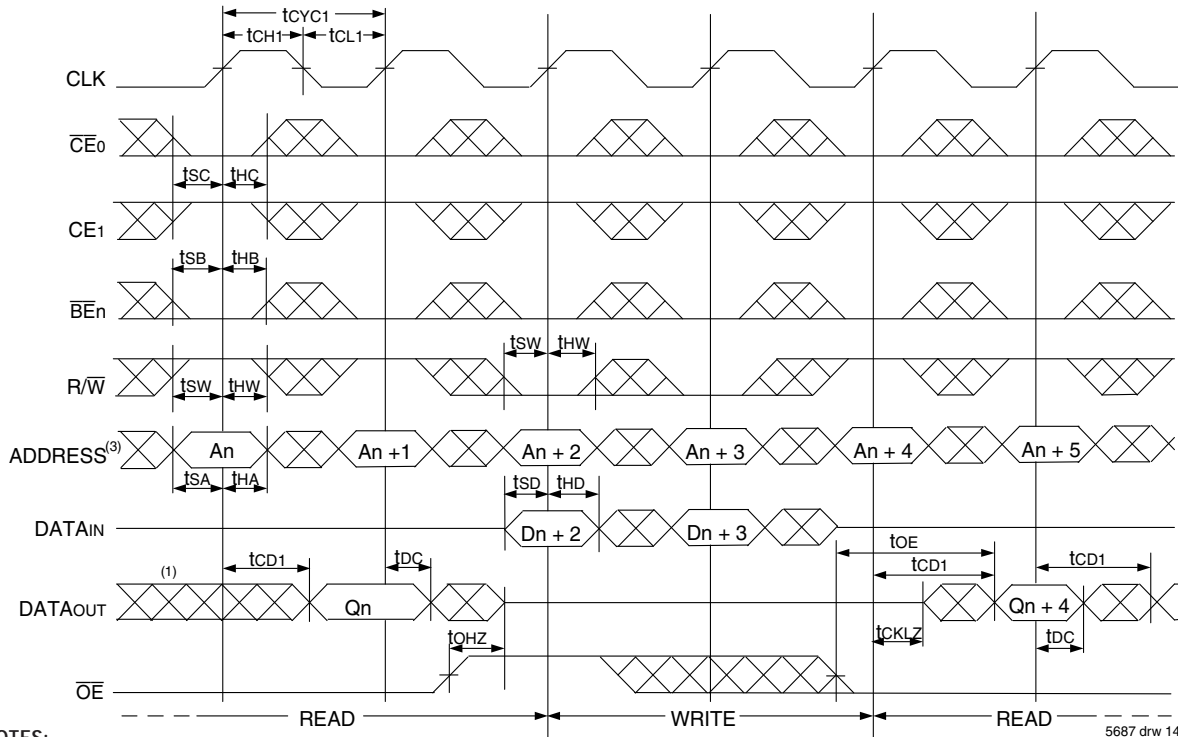 tCYC1
tCH1 tCL1
CLK
CE0
tSC tHC
CE1
tSB tHB
BEn
tSW tHW
R/W
tSW tHW
ADDRESS(3) An An +1 An + 2 An + 3 An + 4 An + 5
tSA tHA tSD tHD
DATAIN Dn + 2 Dn + 3
tOE
(1) tCD1 tDC tCD1 tCD1
DATAOUT Qn Qn + 4
tOHZ tCKLZ tDC
OE
READ WRITE READ
5687 drw 14